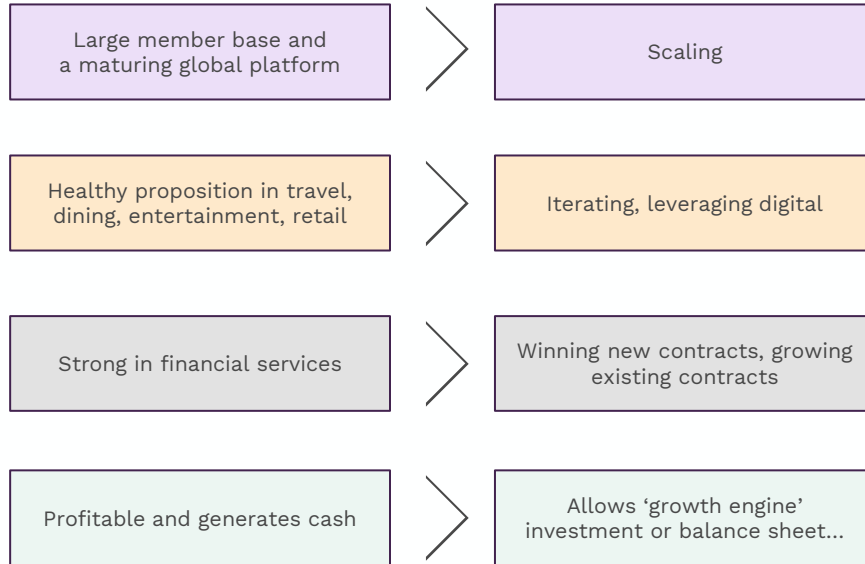 Large member base and
a maturing global platform
Scaling
Healthy proposition in travel,
dining, entertainment, retail
Iterating, leveraging digital
Strong in financial services
Winning new contracts, growing
existing contracts
Profitable and generates cash
Allows ‘growth engine’
investment or balance sheet...